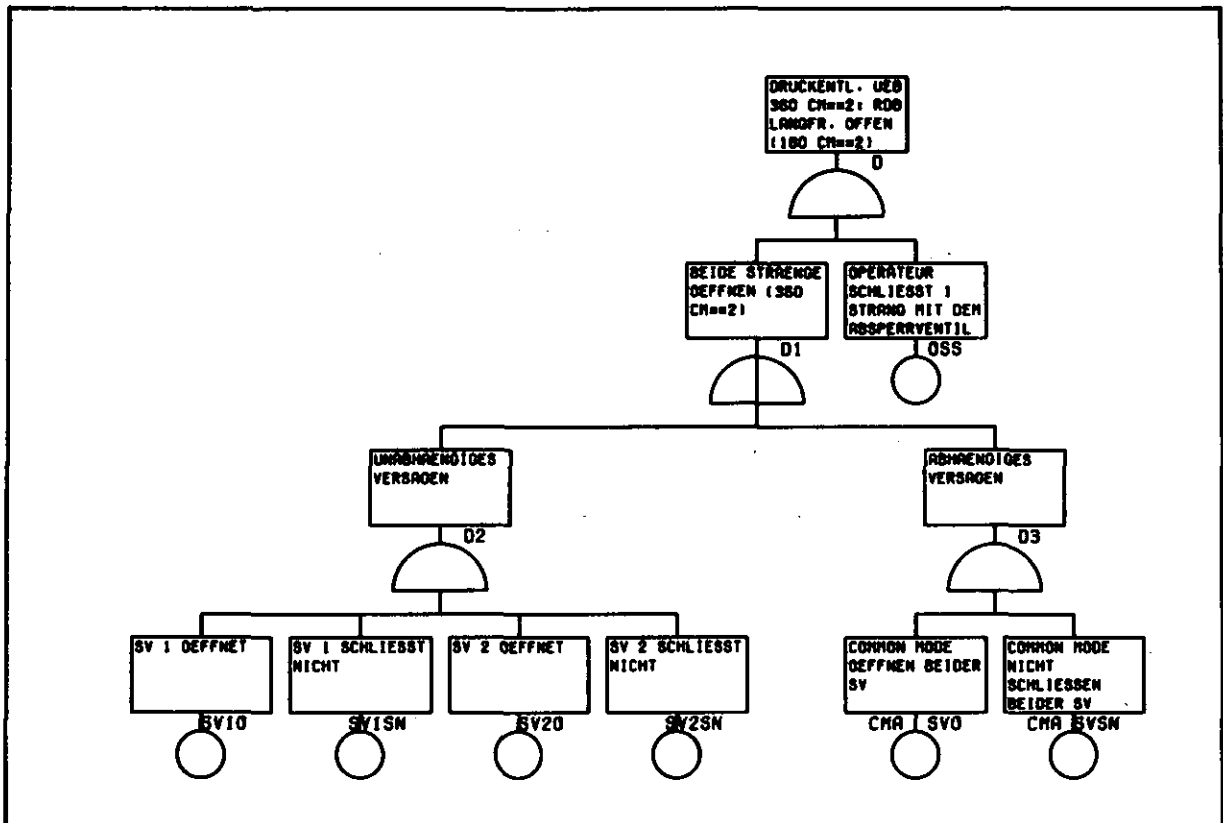 DRUCKENTL. UEB
360 CM==2: RDB
LANGFR. OFFEN
(180 CM==2)
D
BEIDE STRAENGE
OEFFNEN (360
CM==2)
D1
OPERATEUR
SCHLIESST 1
STRANG MIT DEM
ABSPERRVENTIL
OSS
UNABHAENGIGES
VERSAGEN
D2
ABHAENGIGES
VERSAGEN
D3
SV 1 OEFFNET
SV1O
SV 1 SCHLIESST
NICHT
SV1SN
SV 2 OEFFNET
SV2O
SV 2 SCHLIESST
NICHT
SV2SN
COMMON MODE
OEFFNEN BEIDER
SV
CMA SVO
COMMON MODE
NICHT
SCHLIESSEN
BEIDER SV
CMA SVSN